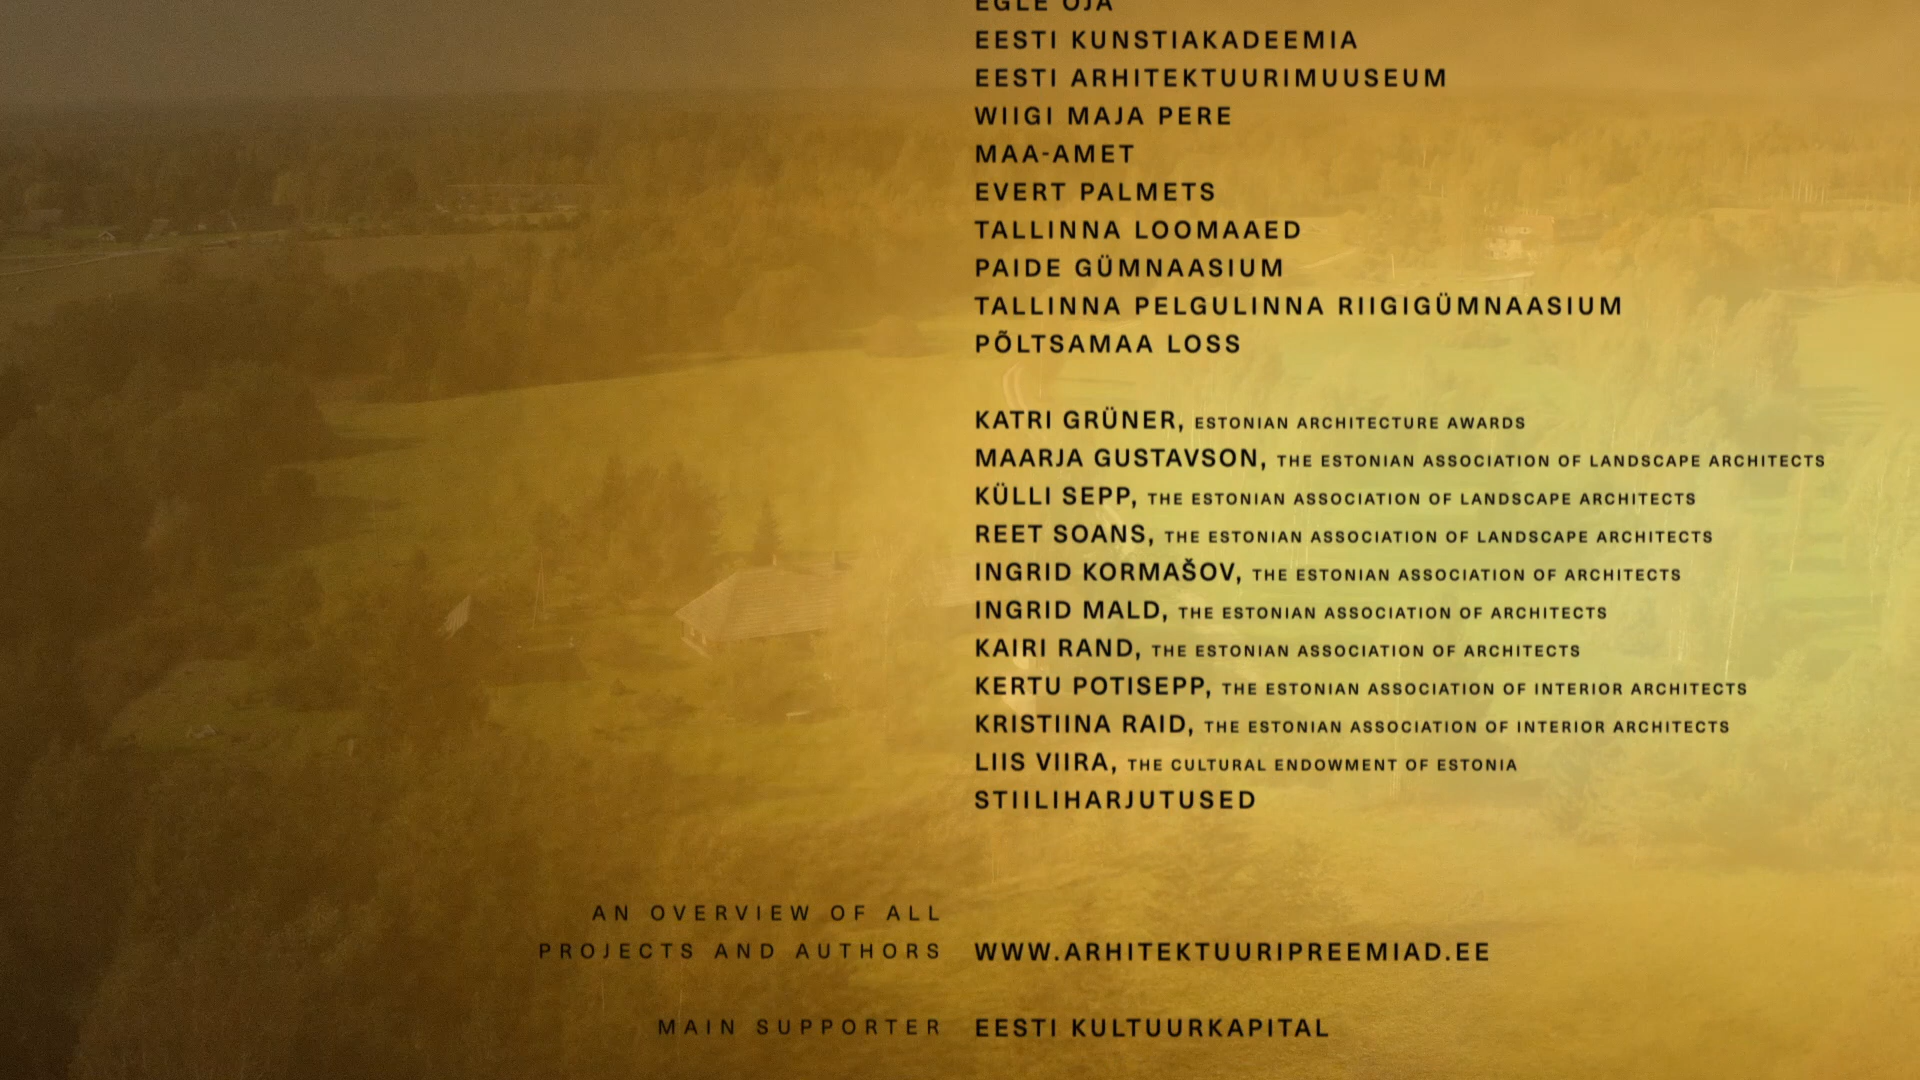 EGLE OJA
EESTI KUNSTIAKADEEMIA
EESTI ARHITEKTUURIMUUSEUM
WIIGI MAJA PERE
MAA-AMET
EVERT PALMETS
TALLINNA LOOMAAED
PAIDE GÜMNAASIUM
TALLINNA PELGULINNA RIIGIGÜMNAASIUM
PÕLTSAMAA LOSS
KATRI GRÜNER, ESTONIAN ARCHITECTURE AWARDS
MAARJA GUSTAVSON, THE ESTONIAN ASSOCIATION OF LANDSCAPE ARCHITECTS
KÜLLI SEPP, THE ESTONIAN ASSOCIATION OF LANDSCAPE ARCHITECTS
REET SOANS, THE ESTONIAN ASSOCIATION OF LANDSCAPE ARCHITECTS
INGRID KORMAŠOV, THE ESTONIAN ASSOCIATION OF ARCHITECTS
INGRID MALD, THE ESTONIAN ASSOCIATION OF ARCHITECTS
KAIRI RAND, THE ESTONIAN ASSOCIATION OF ARCHITECTS
KERTU POTISEPP, THE ESTONIAN ASSOCIATION OF INTERIOR ARCHITECTS
KRISTIINA RAID, THE ESTONIAN ASSOCIATION OF INTERIOR ARCHITECTS
LIIS VIIRA, THE CULTURAL ENDOWMENT OF ESTONIA
STIILIHARJUTUSED
AN OVERVIEW OF ALL
PROJECTS AND AUTHORS WWW.ARHITEKTUURIPREEMIAD.EE
MAIN SUPPORTER EESTI KULTUURKAPITAL